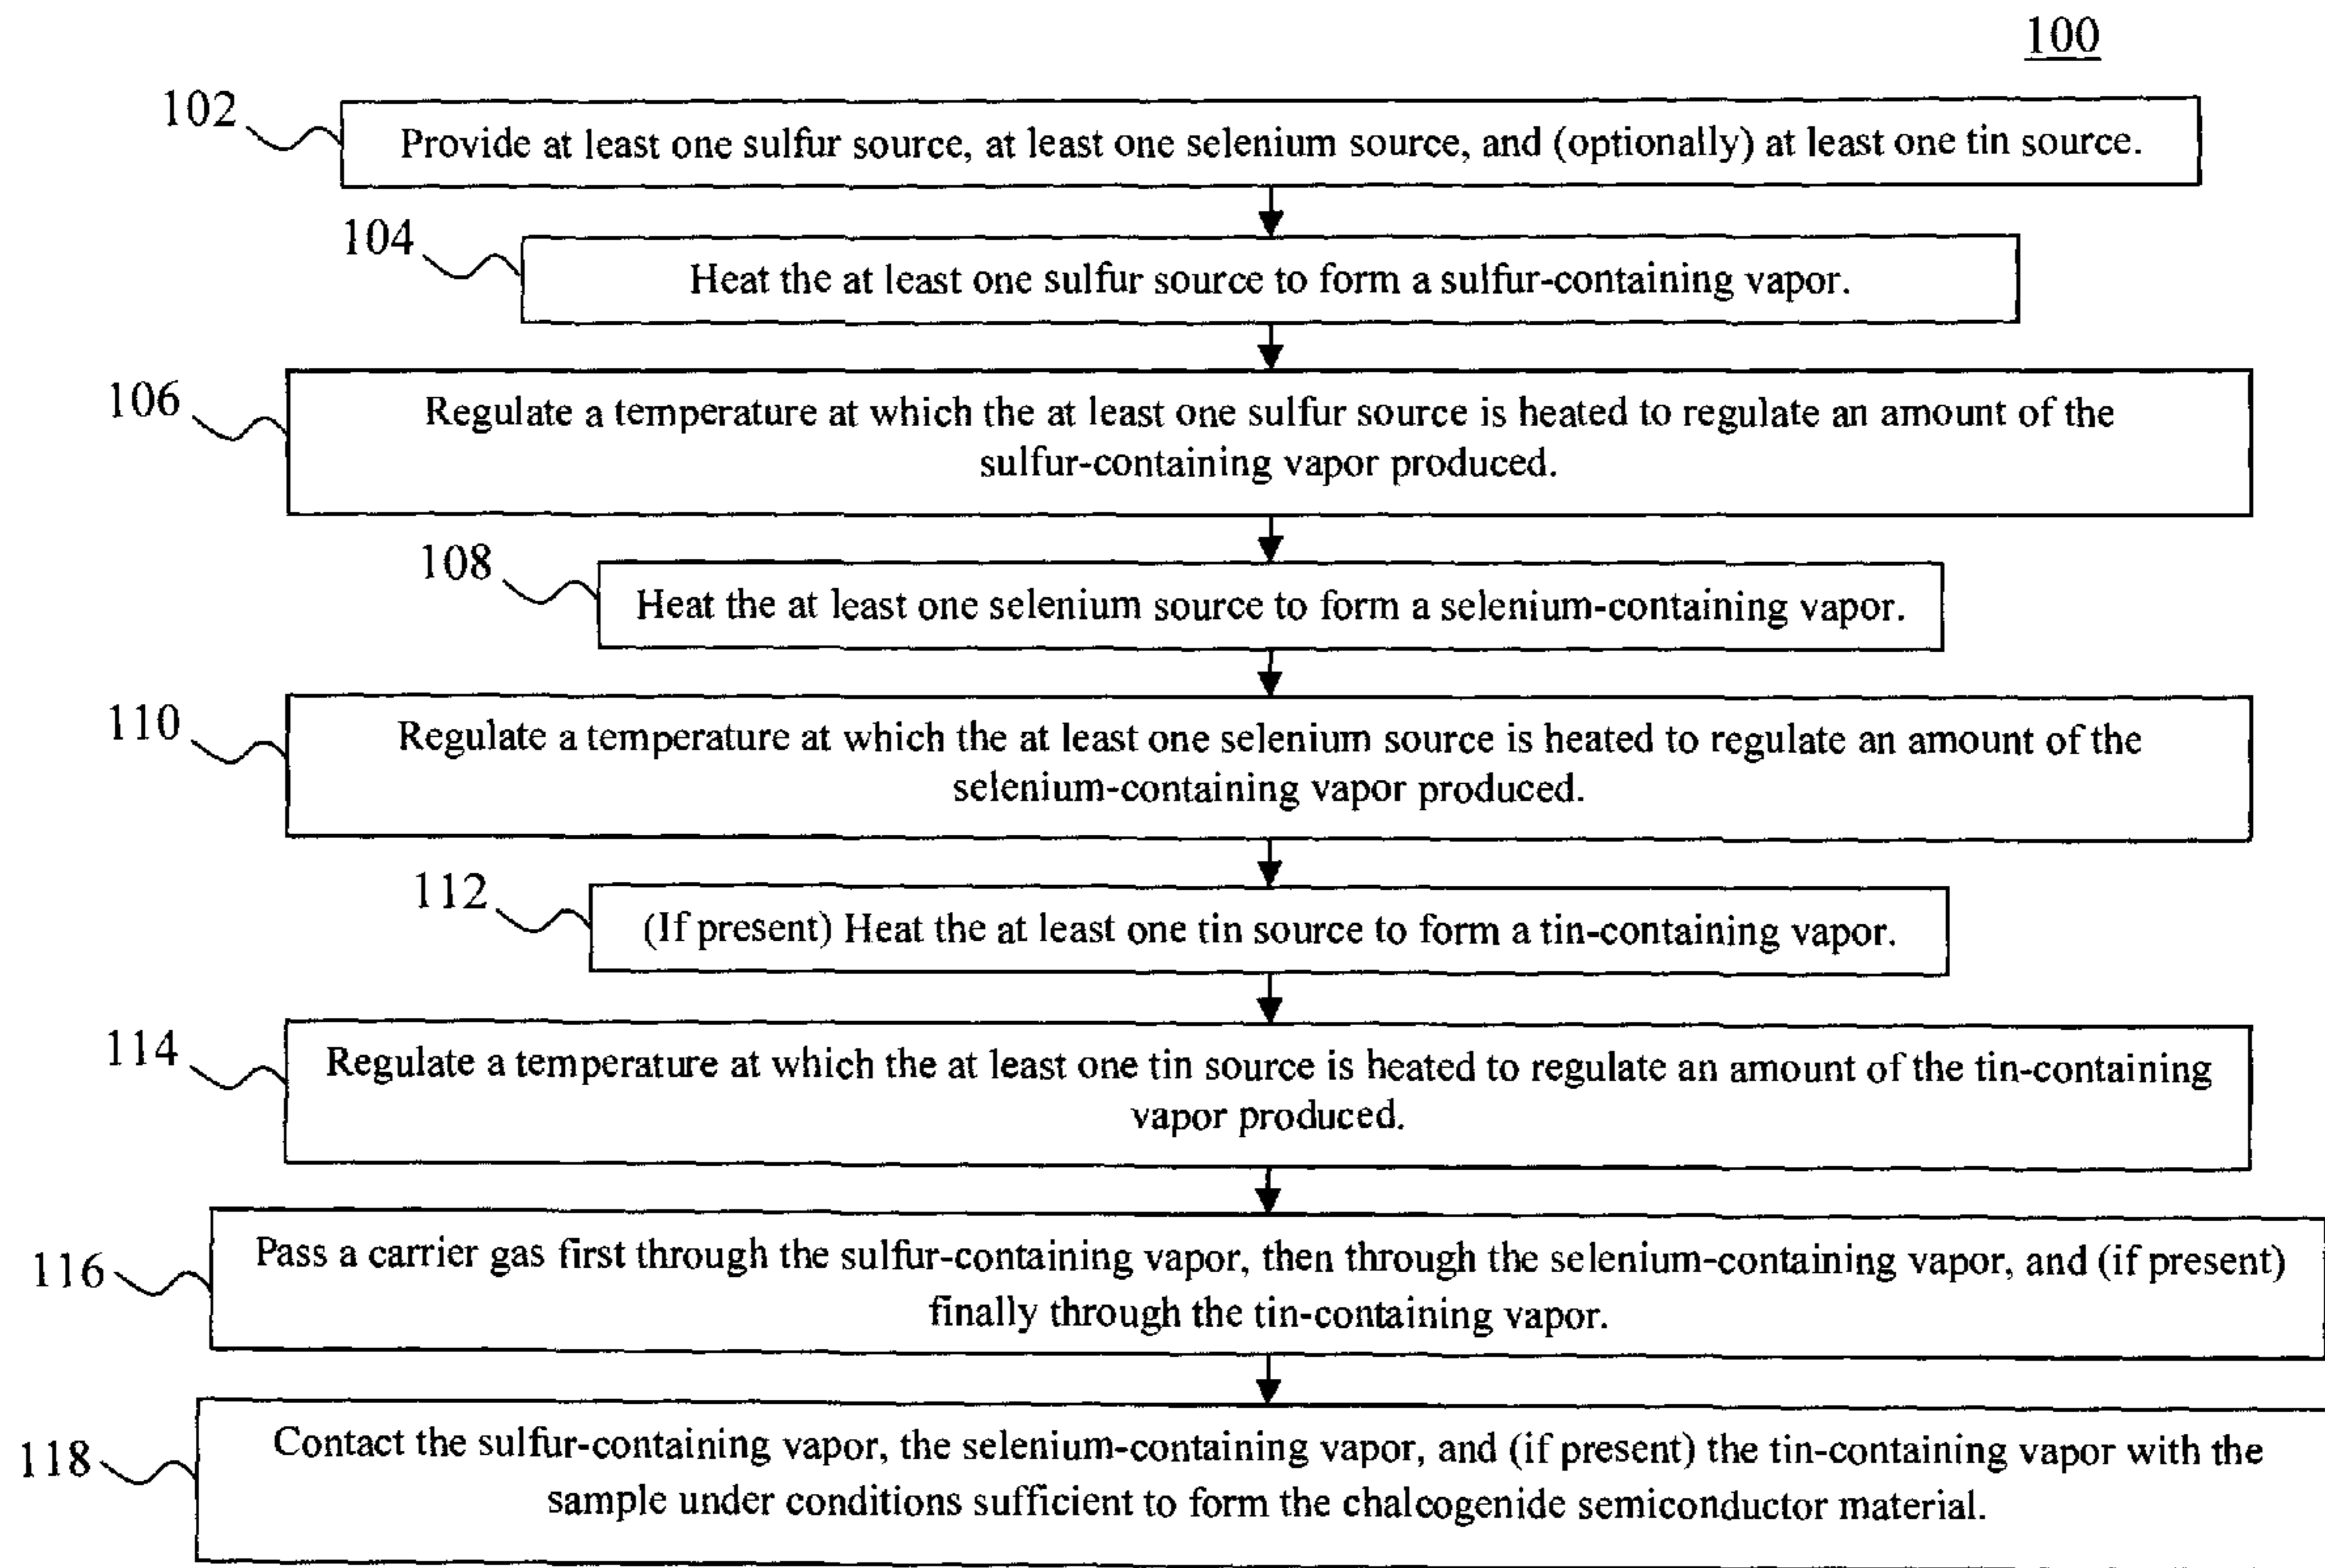 100
102
Provide at least one sulfur source, at least one selenium source, and (optionally) at least one tin source.
104
Heat the at least one sulfur source to form a sulfur-containing vapor.
106
Regulate a temperature at which the at least one sulfur source is heated to regulate an amount of the
sulfur-containing vapor produced.
108
Heat the at least one selenium source to form a selenium-containing vapor.
110
Regulate a temperature at which the at least one selenium source is heated to regulate an amount of the
selenium-containing vapor produced.
112
(If present) Heat the at least one tin source to form a tin-containing vapor.
114
Regulate a temperature at which the at least one tin source is heated to regulate an amount of the tin-containing
vapor produced.
116
Pass a carrier gas first through the sulfur-containing vapor, then through the selenium-containing vapor, and (if present)
finally through the tin-containing vapor.
118
Contact the sulfur-containing vapor, the selenium-containing vapor, and (if present) the tin-containing vapor with the
sample under conditions sufficient to form the chalcogenide semiconductor material.